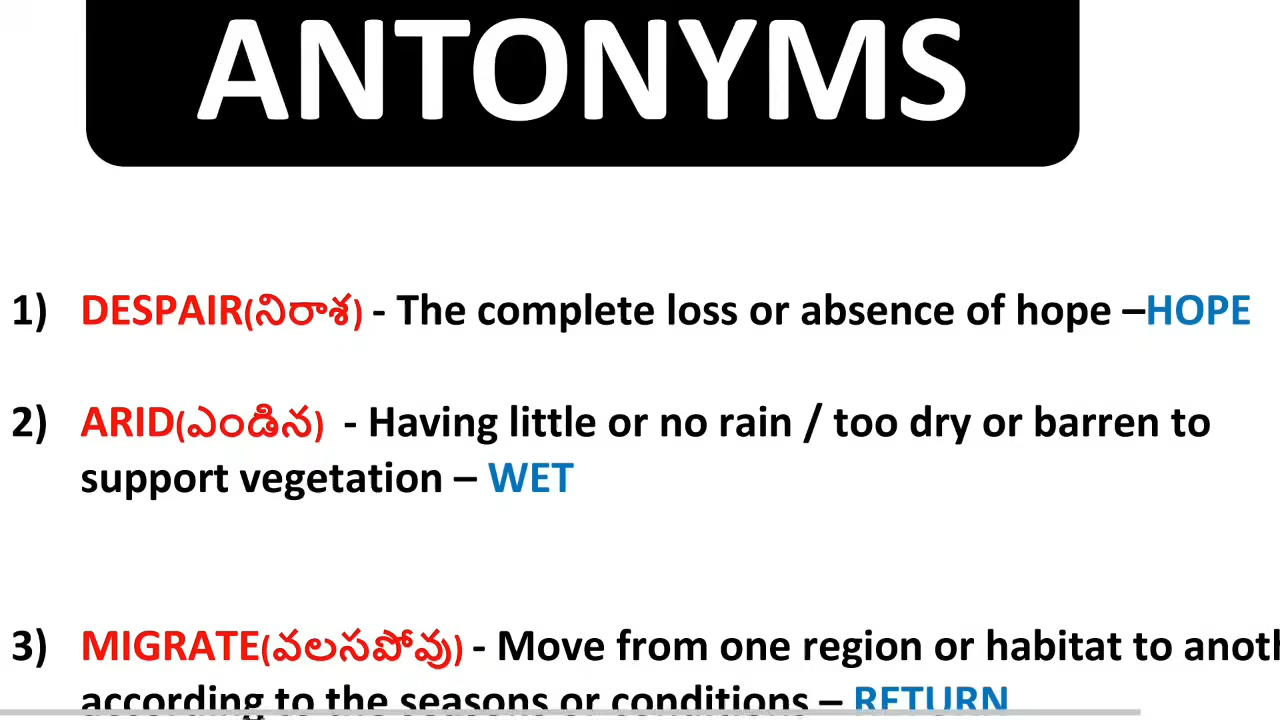 ANTONYMS
1) DESPAIR(నిరాశ) - The complete loss or absence of hope –HOPE
2) ARID(ఎండిన) - Having little or no rain / too dry or barren to
support vegetation – WET
3) MIGRATE(వలసపోవు) - Move from one region or habitat to anoth
according to the seasons or conditions – RETURN